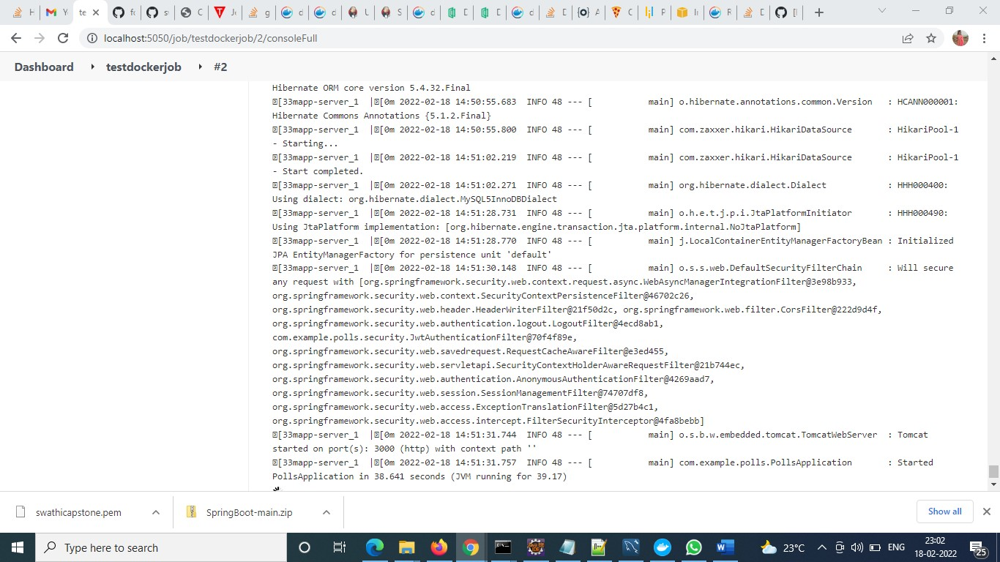 H
Y
te
fo
s
C
J
g
d
d
U
S
d
D
D
d
D
A
C
P
I
R
D
[
localhost:5050/job/testdockerjob/2/consoleFull
Dashboard testdockerjob #2
Hibernate ORM core version 5.4.32.Final
[33mapp-server_1 |[0m 2022-02-18 14:50:55.683 INFO 48 --- [ main] o.hibernate.annotations.common.Version : HCANN000001:
Hibernate Commons Annotations {5.1.2.Final}
[33mapp-server_1 |[0m 2022-02-18 14:50:55.800 INFO 48 --- [ main] com.zaxxer.hikari.HikariDataSource : HikariPool-1
- Starting...
[33mapp-server_1 |[0m 2022-02-18 14:51:02.219 INFO 48 --- [ main] com.zaxxer.hikari.HikariDataSource : HikariPool-1
- Start completed.
[33mapp-server_1 |[0m 2022-02-18 14:51:02.271 INFO 48 --- [ main] org.hibernate.dialect.Dialect : HHH000400:
Using dialect: org.hibernate.dialect.MySQL5InnoDBDialect
[33mapp-server_1 |[0m 2022-02-18 14:51:28.731 INFO 48 --- [ main] o.h.e.t.j.p.i.JtaPlatformInitiator : HHH000490:
Using JtaPlatform implementation: [org.hibernate.engine.transaction.jta.platform.internal.NoJtaPlatform]
[33mapp-server_1 |[0m 2022-02-18 14:51:28.770 INFO 48 --- [ main] j.LocalContainerEntityManagerFactoryBean : Initialized
JPA EntityManagerFactory for persistence unit 'default'
[33mapp-server_1 |[0m 2022-02-18 14:51:30.148 INFO 48 --- [ main] o.s.s.web.DefaultSecurityFilterChain : Will secure
any request with [org.springframework.security.web.context.request.async.WebAsyncManagerIntegrationFilter@3e98b933,
org.springframework.security.web.context.SecurityContextPersistenceFilter@46702c26,
org.springframework.security.web.header.HeaderWriterFilter@21f50d2c, org.springframework.web.filter.CorsFilter@222d9d4f,
org.springframework.security.web.authentication.logout.LogoutFilter@4ecd8ab1,
com.example.polls.security.JwtAuthenticationFilter@70f4f89e,
org.springframework.security.web.savedrequest.RequestCacheAwareFilter@e3ed455,
org.springframework.security.web.servletapi.SecurityContextHolderAwareRequestFilter@21b744ec,
org.springframework.security.web.authentication.AnonymousAuthenticationFilter@4269aad7,
org.springframework.security.web.session.SessionManagementFilter@74707df8,
org.springframework.security.web.access.ExceptionTranslationFilter@5d27b4c1,
org.springframework.security.web.access.intercept.FilterSecurityInterceptor@4fa8bebb]
[33mapp-server_1 |[0m 2022-02-18 14:51:31.744 INFO 48 --- [ main] o.s.b.w.embedded.tomcat.TomcatWebServer : Tomcat
started on port(s): 3000 (http) with context path ''
[33mapp-server_1 |[0m 2022-02-18 14:51:31.757 INFO 48 --- [ main] com.example.polls.PollsApplication : Started
PollsApplication in 38.641 seconds (JVM running for 39.17)
swathicapstone.pem
SpringBoot-main.zip
Show all
Type here to search
23°C
ENG
23:02
18-02-2022
25